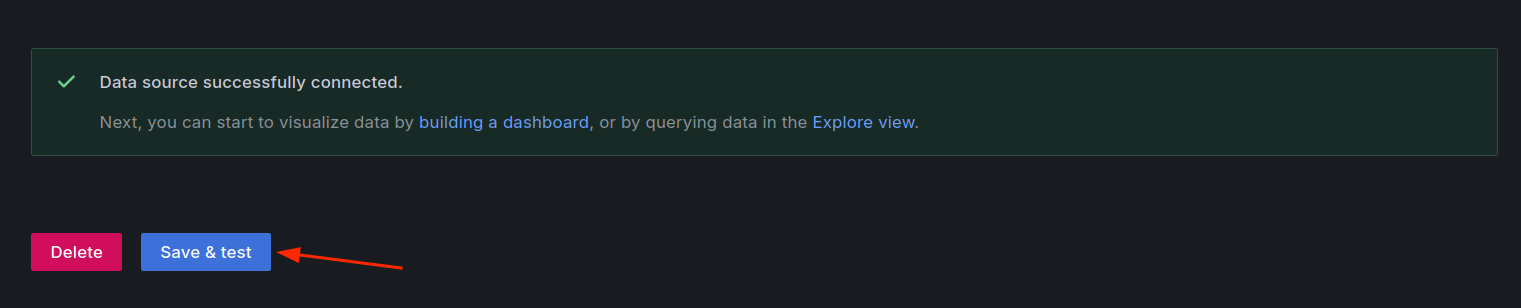 Data source successfully connected.
Next, you can start to visualize data by building a dashboard, or by querying data in the Explore view.
Delete
Save & test